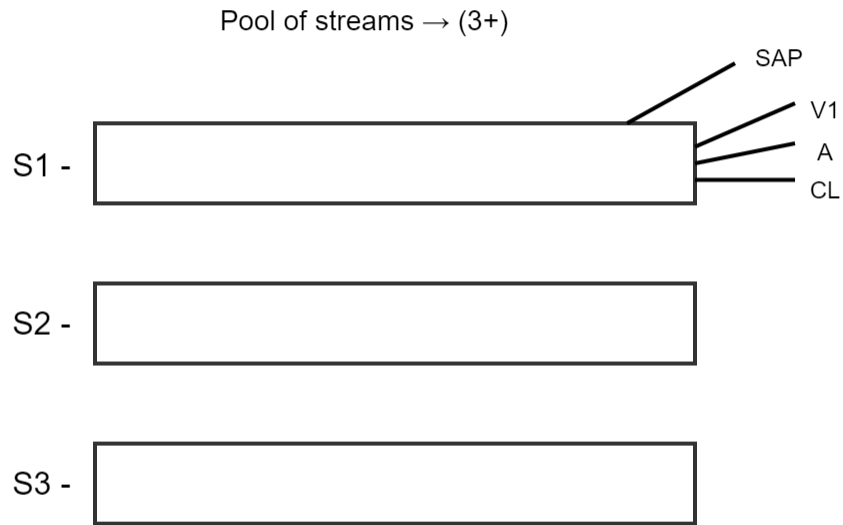 Pool of streams → (3+)
SAP
V1
A
CL
S1 -
S2 -
S3 -